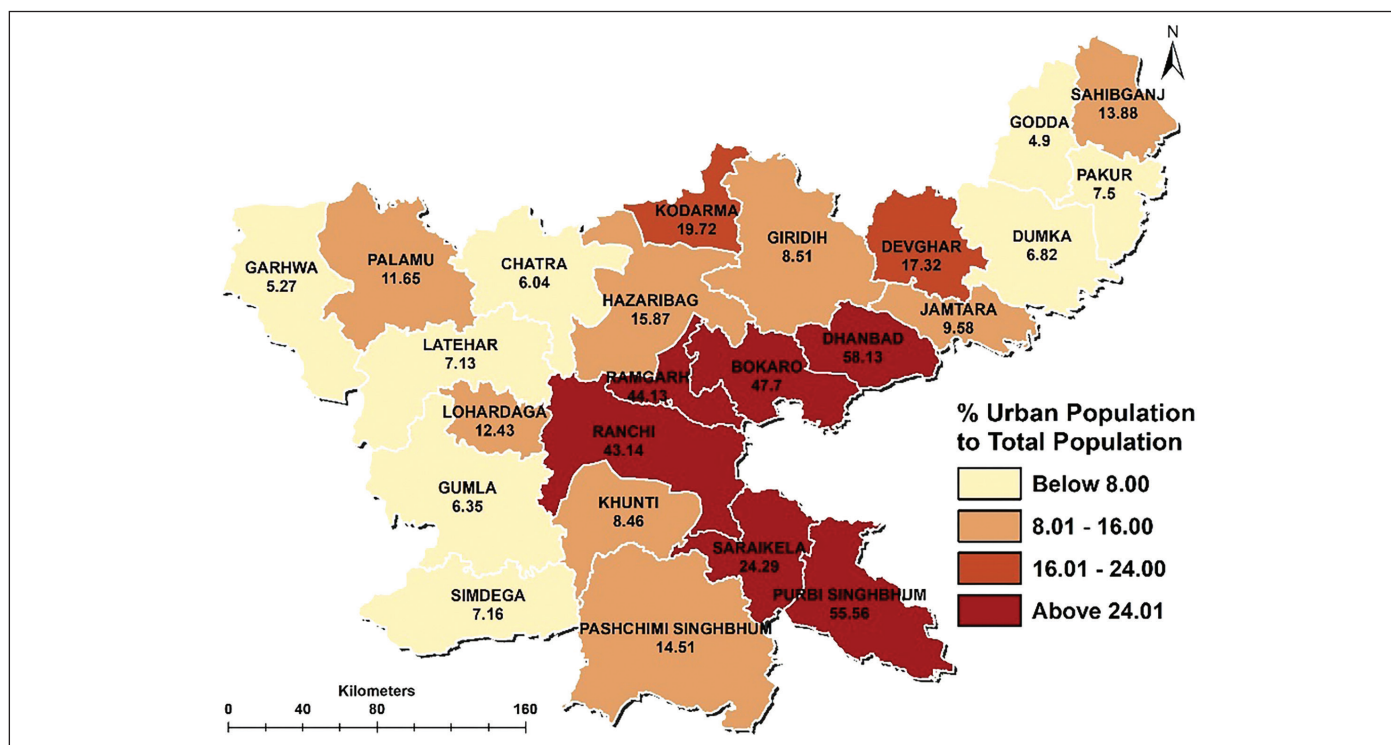 N
SAHIBGANJ
13.88
GODDA
4.9
PAKUR
7.5
KODARMA
19.72
GIRIDIH
8.51
DEVGHAR
17.32
DUMKA
6.82
GARHWA
5.27
PALAMU
11.65
CHATRA
6.04
HAZARIBAG
15.87
JAMTARA
9.58
LATEHAR
7.13
DHANBAD
58.13
BOKARO
47.7
RAMGARH
44.13
LOHARDAGA
12.43
RANCHI
43.14
GUMLA
6.35
KHUNTI
8.46
SARAIKELA
24.29
SIMDEGA
7.16
PURBI SINGHBHUM
55.56
PASHCHIMI SINGHBHUM
14.51
% Urban Population
to Total Population
Below 8.00
8.01 - 16.00
16.01 - 24.00
Above 24.01
Kilometers
0 40 80 160